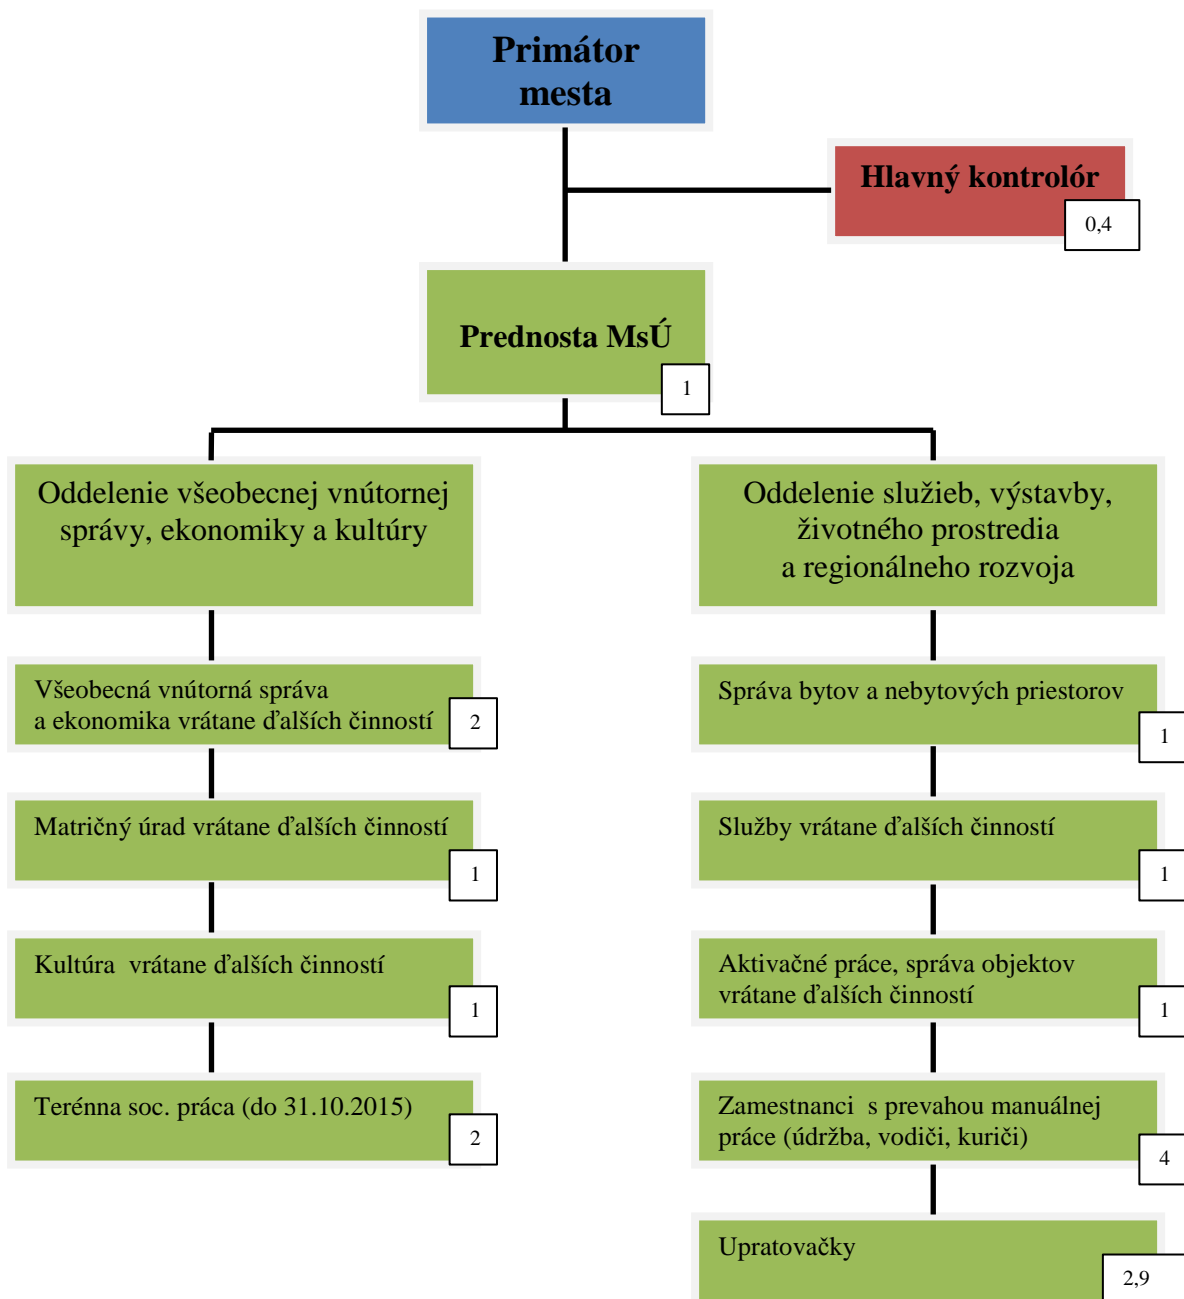 Primátor
mesta
Hlavný kontrolór
0,4
Prednosta MsÚ
1
Oddelenie všeobecnej vnútornej
správy, ekonomiky a kultúry
Všeobecná vnútorná správa
a ekonomika vrátane ďalších činností
2
Matričný úrad vrátane ďalších činností
1
Kultúra vrátane ďalších činností
1
Terénna soc. práca (do 31.10.2015)
2
Oddelenie služieb, výstavby,
životného prostredia
a regionálneho rozvoja
Správa bytov a nebytových priestorov
1
Služby vrátane ďalších činností
1
Aktivačné práce, správa objektov
vrátane ďalších činností
1
Zamestnanci s prevahou manuálnej
práce (údržba, vodiči, kuriči)
4
Upratovačky
2,9